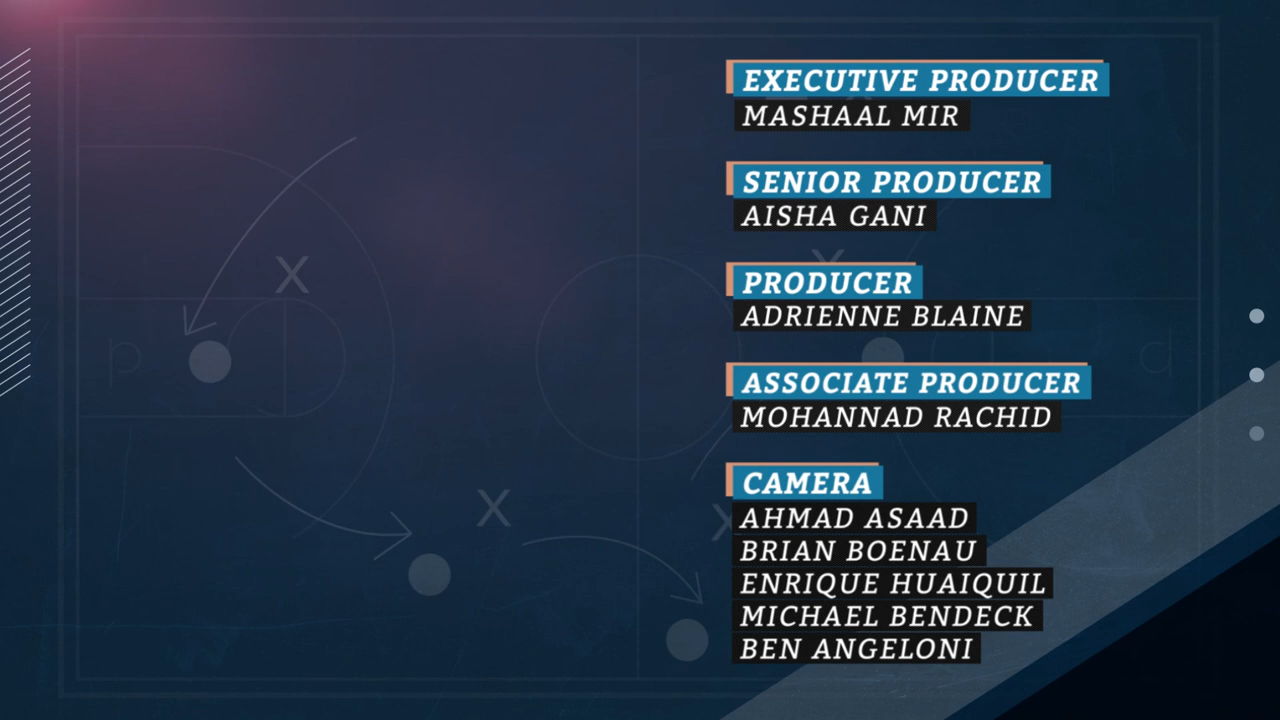 EXECUTIVE PRODUCER
MASHAAL MIR
SENIOR PRODUCER
AISHA GANI
PRODUCER
ADRIENNE BLAINE
ASSOCIATE PRODUCER
MOHANNAD RACHID
CAMERA
AHMAD ASAAD
BRIAN BOENAU
ENRIQUE HUAIQUIL
MICHAEL BENDECK
BEN ANGELONI